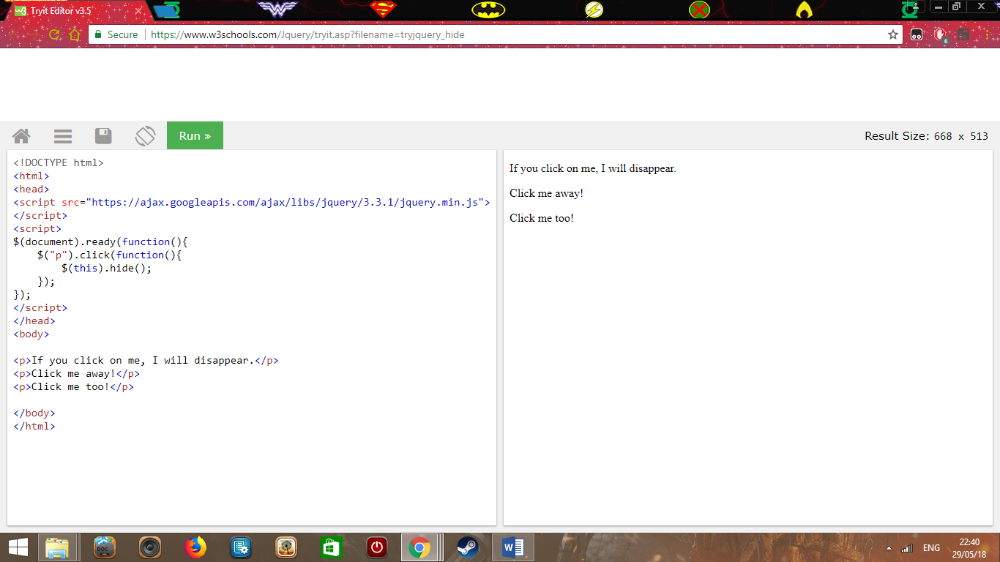 w3 Tryit Editor v3.5
Secure https://www.w3schools.com/Jquery/tryit.asp?filename=tryjquery_hide
6
Run »
Result Size: 668 x 513
<!DOCTYPE html>
<html>
<head>
<script src="https://ajax.googleapis.com/ajax/libs/jquery/3.3.1/jquery.min.js">
</script>
<script>
$(document).ready(function(){
    $("p").click(function(){
        $(this).hide();
    });
});
</script>
</head>
<body>
<p>If you click on me, I will disappear.</p>
<p>Click me away!</p>
<p>Click me too!</p>
</body>
</html>
If you click on me, I will disappear.
Click me away!
Click me too!
DOC
W
ENG
22:40
29/05/18